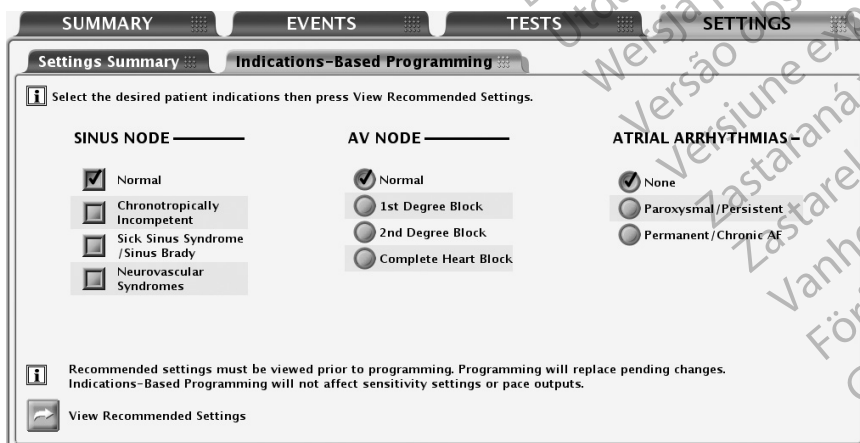 SUMMARY EVENTS TESTS SETTINGS
Settings Summary Indications-Based Programming
i Select the desired patient indications then press View Recommended Settings.
SINUS NODE
Normal
Chronotropically
Incompetent
Sick Sinus Syndrome
/Sinus Brady
Neurovascular
Syndromes
AV NODE
Normal
1st Degree Block
2nd Degree Block
Complete Heart Block
ATRIAL ARRHYTHMIAS
None
Paroxysmal/Persistent
Permanent/Chronic AF
i Recommended settings must be viewed prior to programming. Programming will replace pending changes.
Indications-Based Programming will not affect sensitivity settings or pace outputs.
View Recommended Settings
Versão
Versiune
Zastaraná